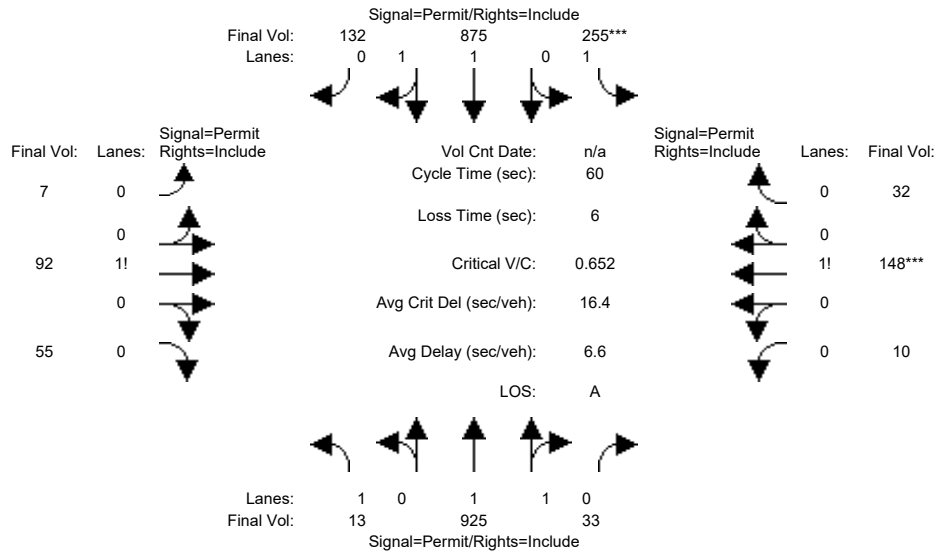 Signal=Permit/Rights=Include
Final Vol: 132 875 255***
Lanes: 0 1 1 0 1
Signal=Permit
Final Vol: Lanes: Rights=Include
Vol Cnt Date: n/a
Signal=Permit
Rights=Include Lanes: Final Vol:
Cycle Time (sec): 60
7 0
0 32
Loss Time (sec): 6
0
0
92 1!
Critical V/C: 0.652
1! 148***
0
Avg Crit Del (sec/veh): 16.4
0
55 0
Avg Delay (sec/veh): 6.6
0 10
LOS: A
Lanes: 1 0 1 1 0
Final Vol: 13 925 33
Signal=Permit/Rights=Include